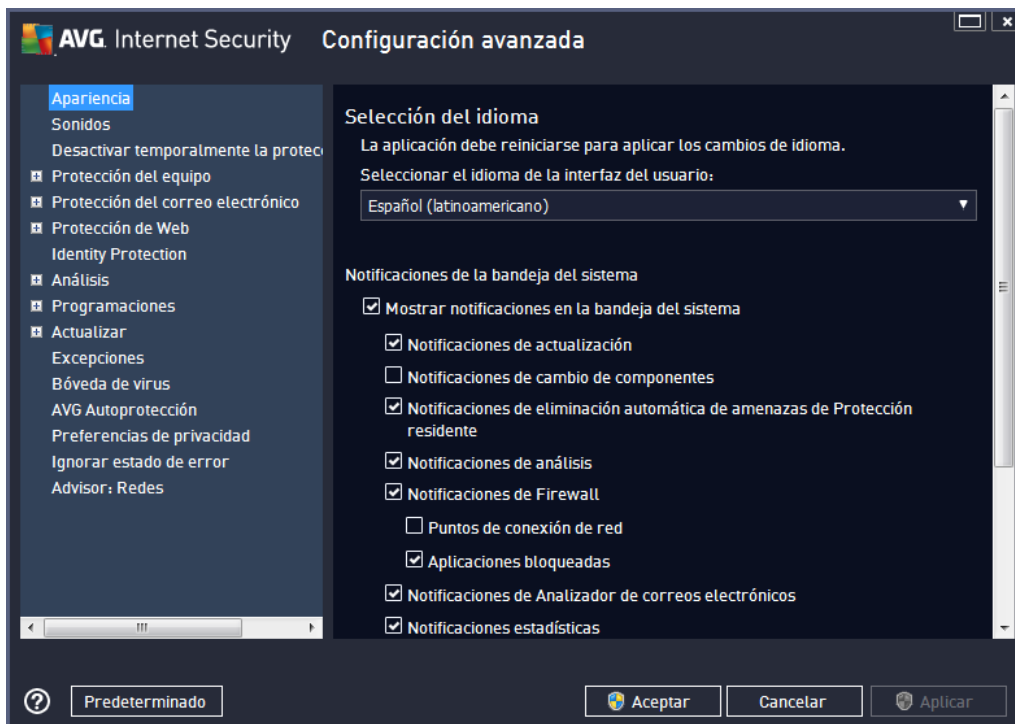 AVG. Internet Security
Configuración avanzada
Apariencia
Sonidos
Desactivar temporalmente la protec
Protección del equipo
Protección del correo electrónico
Protección de Web
Identity Protection
Análisis
Programaciones
Actualizar
Excepciones
Bóveda de virus
AVG Autoprotección
Preferencias de privacidad
Ignorar estado de error
Advisor: Redes
Selección del idioma
La aplicación debe reiniciarse para aplicar los cambios de idioma.
Seleccionar el idioma de la interfaz del usuario:
Español (latinoamericano)
Notificaciones de la bandeja del sistema
Mostrar notificaciones en la bandeja del sistema
Notificaciones de actualización
Notificaciones de cambio de componentes
Notificaciones de eliminación automática de amenazas de Protección
residente
Notificaciones de análisis
Notificaciones de Firewall
Puntos de conexión de red
Aplicaciones bloqueadas
Notificaciones de Analizador de correos electrónicos
Notificaciones estadísticas
Predeterminado
Aceptar
Cancelar
Aplicar